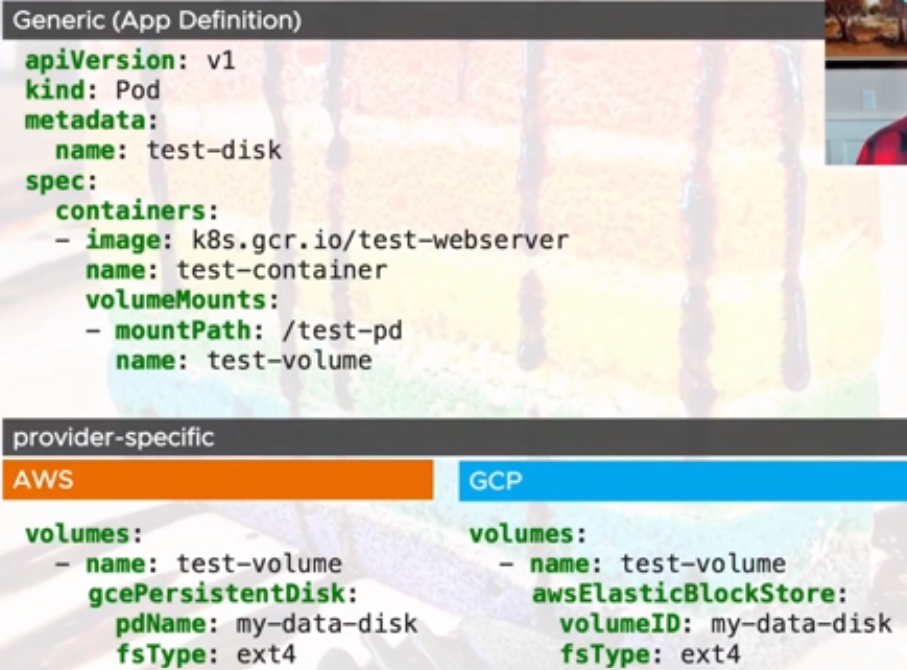 Generic (App Definition)
apiVersion: v1
kind: Pod
metadata:
  name: test-disk
spec:
  containers:
  - image: k8s.gcr.io/test-webserver
    name: test-container
    volumeMounts:
    - mountPath: /test-pd
      name: test-volume
provider-specific
AWS
volumes:
  - name: test-volume
    gcePersistentDisk:
      pdName: my-data-disk
      fsType: ext4
GCP
volumes:
  - name: test-volume
    awsElasticBlockStore:
      volumeID: my-data-disk
      fsType: ext4